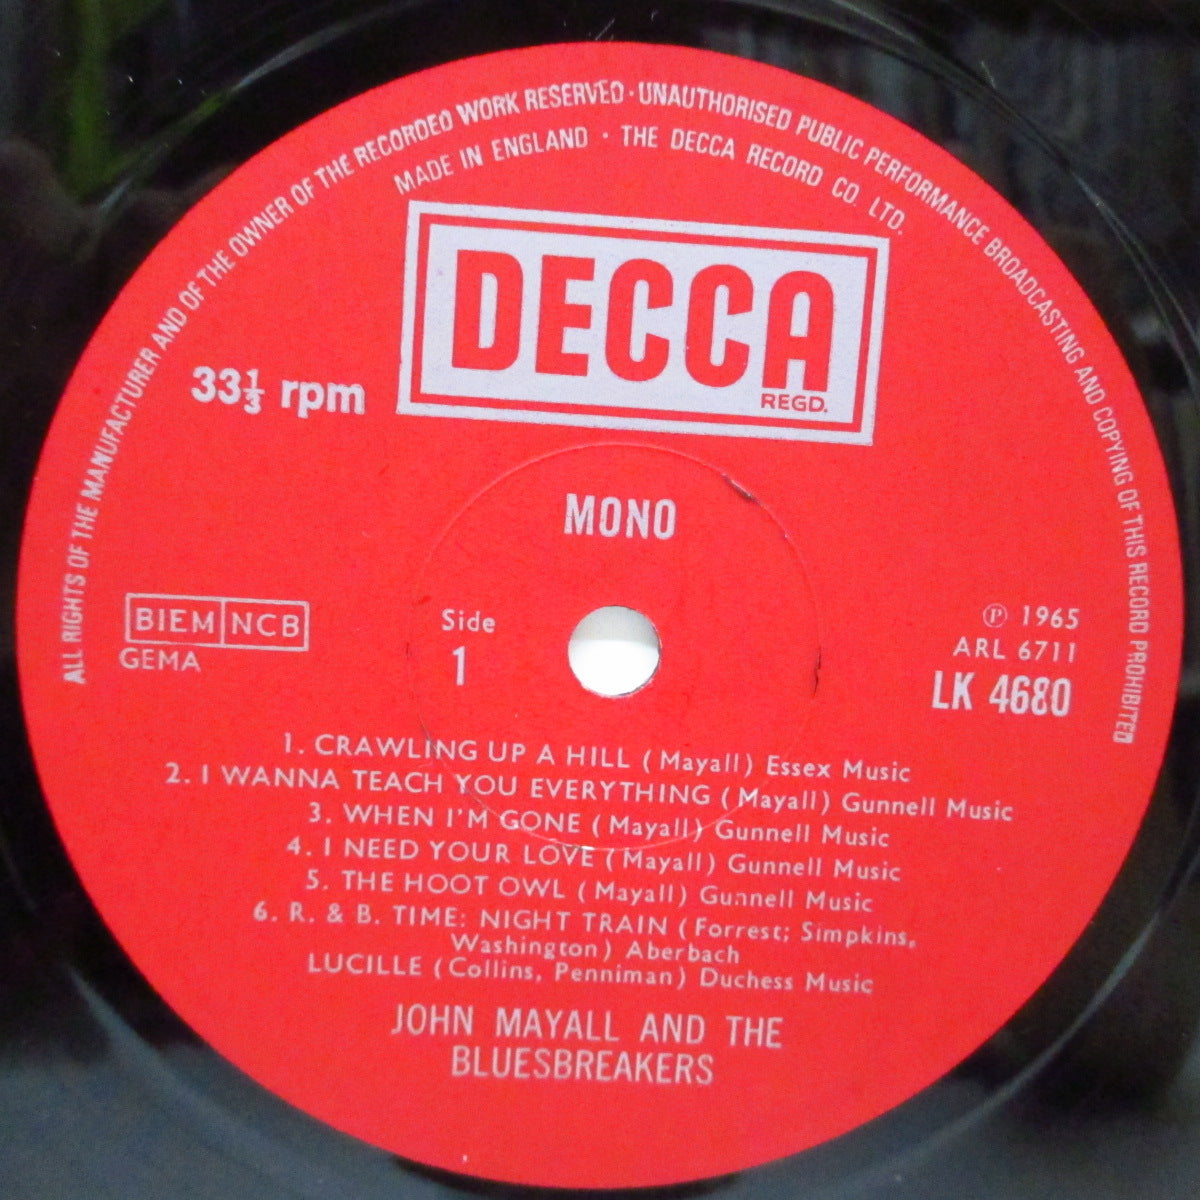 ALL RIGHTS OF THE MANUFACTURER AND OF THE OWNER OF THE RECORDED WORK RESERVED · UNAUTHORISED PUBLIC PERFORMANCE BROADCASTING AND COPYING OF THIS RECORD PROHIBITED
MADE IN ENGLAND · THE DECCA RECORD CO. LTD.
DECCA
REGD.
33⅓ rpm
MONO
BIEM NCB
GEMA
Side
1
℗ 1965
ARL 6711
LK 4680
1. CRAWLING UP A HILL (Mayall) Essex Music
2. I WANNA TEACH YOU EVERYTHING (Mayall) Gunnell Music
3. WHEN I'M GONE (Mayall) Gunnell Music
4. I NEED YOUR LOVE (Mayall) Gunnell Music
5. THE HOOT OWL (Mayall) Gunnell Music
6. R. & B. TIME: NIGHT TRAIN (Forrest; Simpkins,
Washington) Aberbach
LUCILLE (Collins, Penniman) Duchess Music
JOHN MAYALL AND THE
BLUESBREAKERS